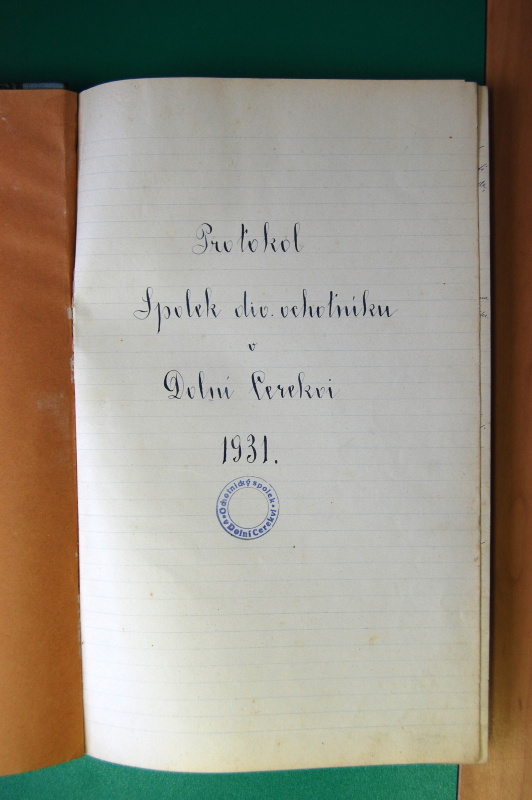 Protokol
Spolek div. ochotníku
v
Dolní Cerekvi
1931.
Ochotnický spolek
v Dolní Cerekvi